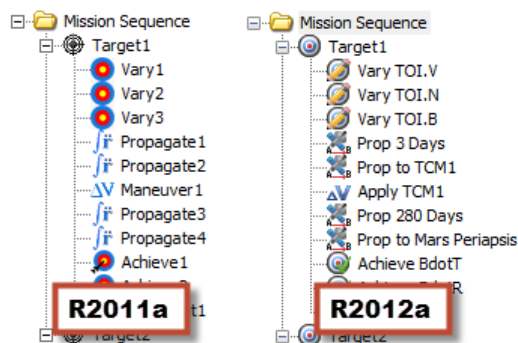 Mission Sequence
Target1
Vary1
Vary2
Vary3
Propagate1
Propagate2
Maneuver1
Propagate3
Propagate4
Achieve1
R2011a
Target2
Mission Sequence
Target1
Vary TOI.V
Vary TOI.N
Vary TOI.B
Prop 3 Days
Prop to TCM1
Apply TCM1
Prop 280 Days
Prop to Mars Periapsis
Achieve BdotT
R2012a
Target2